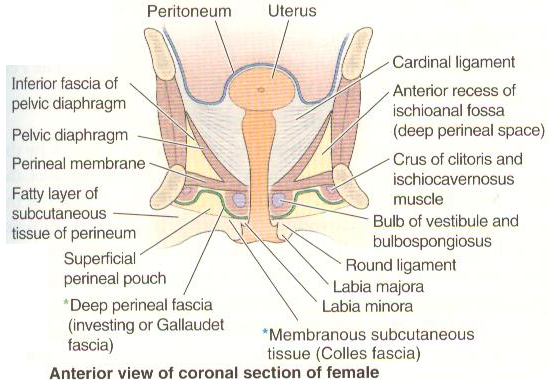 Peritoneum
Uterus
Inferior fascia of
pelvic diaphragm
Pelvic diaphragm
Perineal membrane
Fatty layer of
subcutaneous
tissue of perineum
Superficial
perineal pouch
*Deep perineal fascia
(investing or Gallaudet
fascia)
Cardinal ligament
Anterior recess of
ischioanal fossa
(deep perineal space)
Crus of clitoris and
ischiocavernosus
muscle
Bulb of vestibule and
bulbospongiosus
Round ligament
Labia majora
Labia minora
*Membranous subcutaneous
tissue (Colles fascia)
Anterior view of coronal section of female